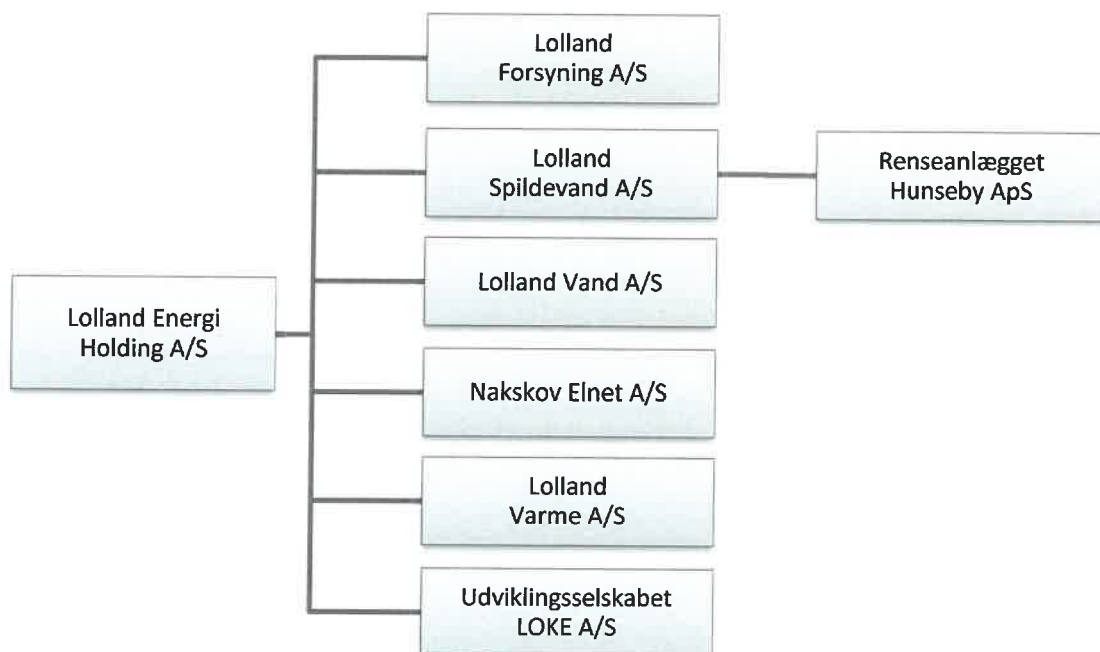 Lolland
Forsyning A/S
Lolland
Spildevand A/S
Renseanlægget
Hunseby ApS
Lolland Vand A/S
Lolland Energi
Holding A/S
Nakskov Elnet A/S
Lolland
Varme A/S
Udviklingsselskabet
LOKE A/S